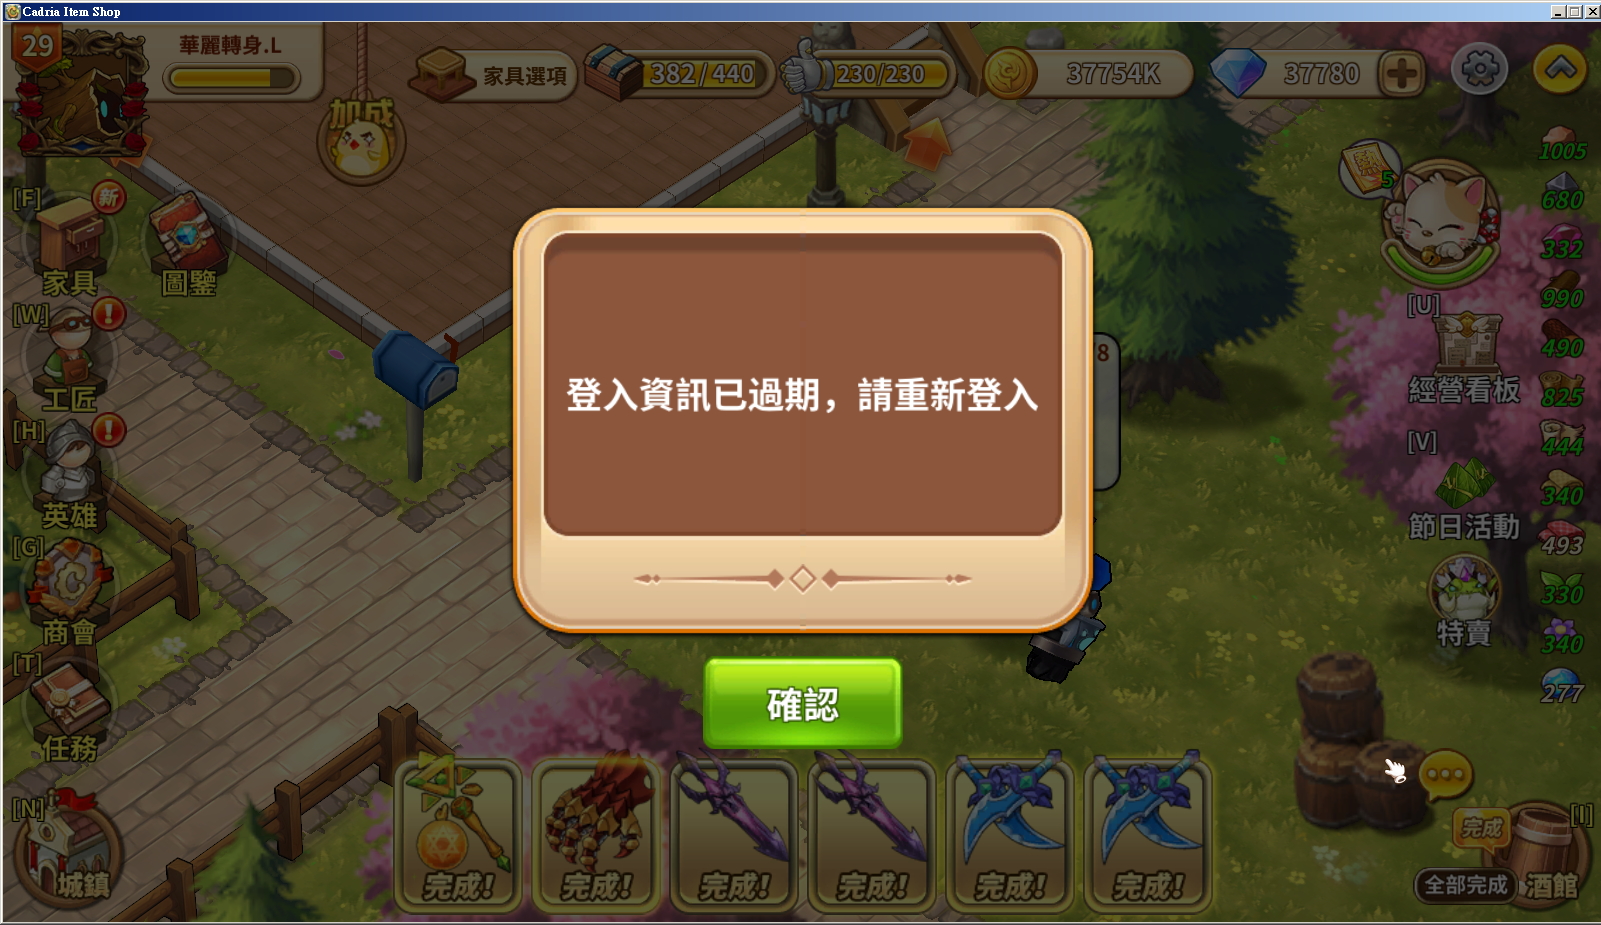 Cadria Item Shop
29
華麗轉身.L
家具選項
382/440
230/230
37754K
37780
加成
1005
5
680
[F]
新
332
家具
圖鑒
990
[U]
[W]
490
8
經營看板
工匠
825
登入資訊已過期，請重新登入
[H]
[V]
444
340
英雄
節日活動
493
[G]
330
商會
特賣
340
[T]
277
確認
任務
[N]
[I]
完成
城鎮
完成!
完成!
完成!
完成!
完成!
完成!
全部完成
酒館